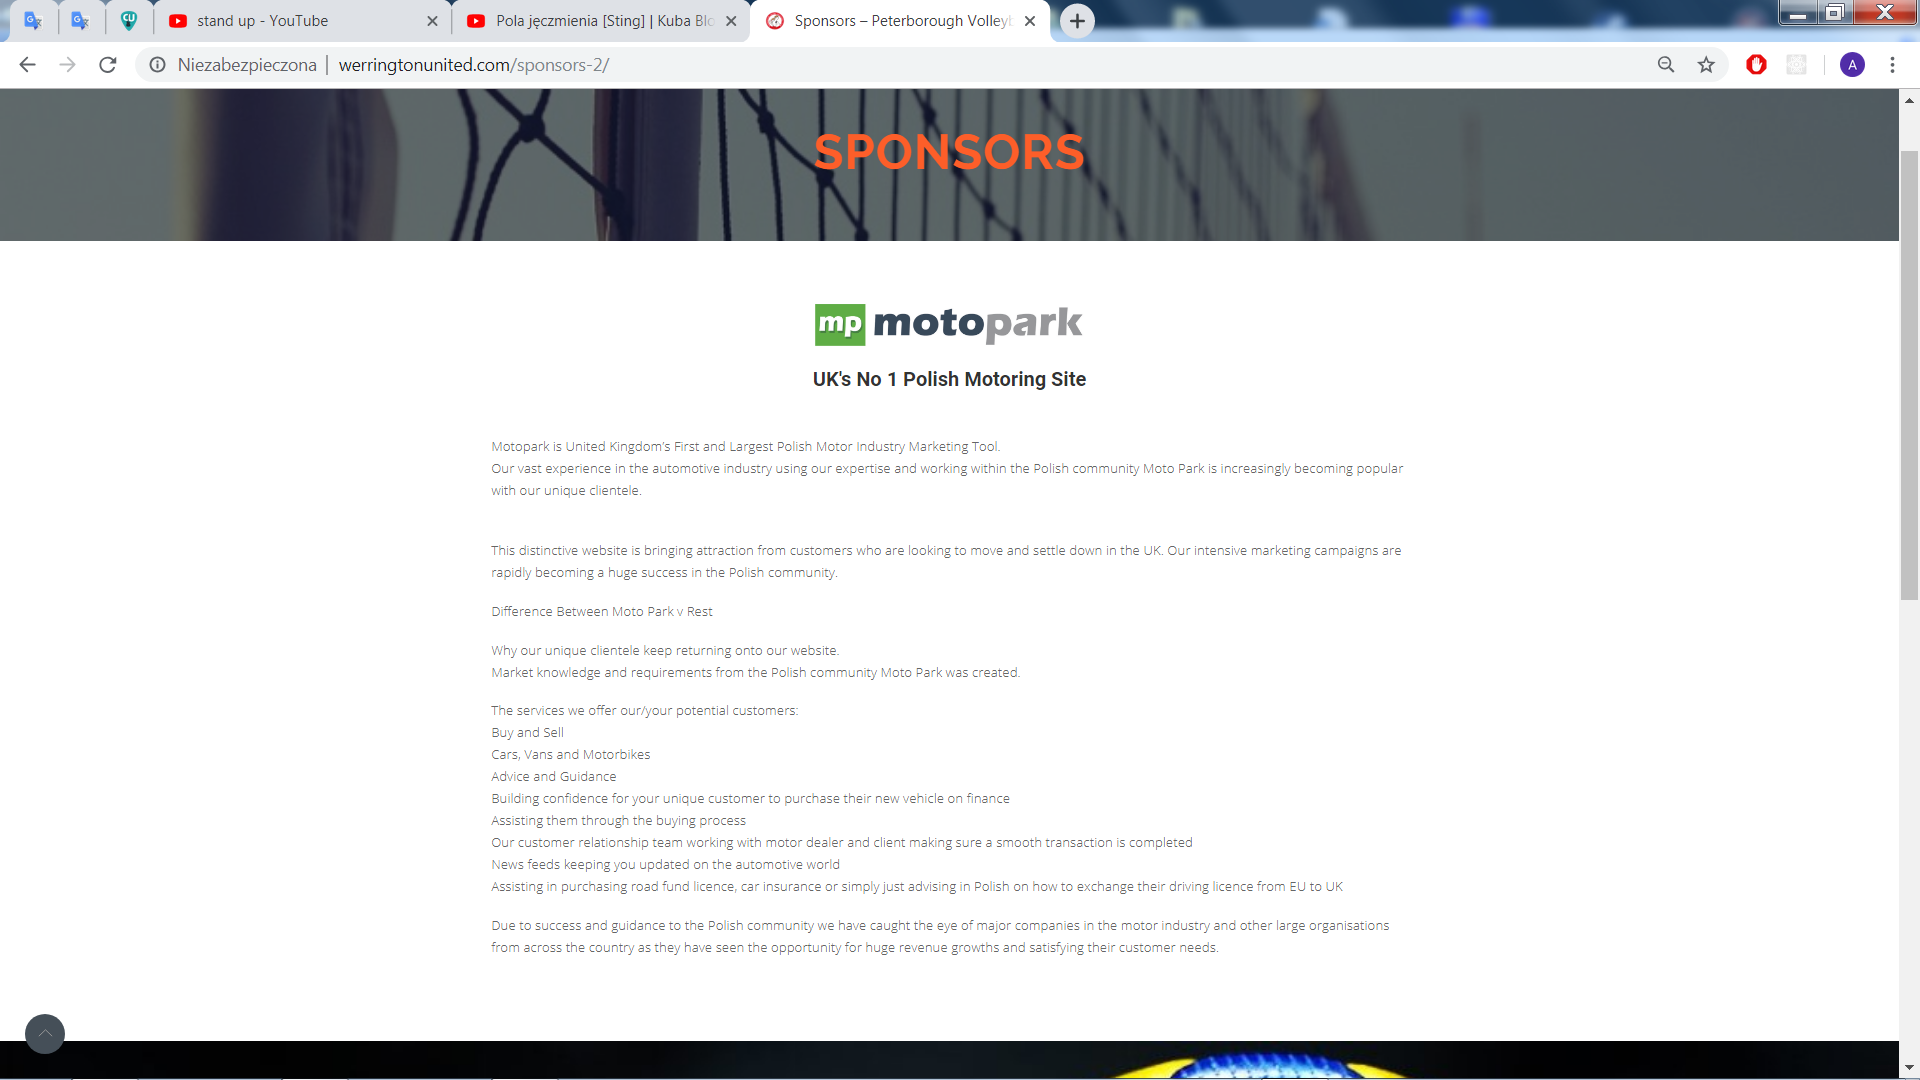 stand up - YouTube
Pola jęczmienia [Sting] | Kuba Blo
Sponsors – Peterborough Volleyb
Niezabezpieczona
werringtonunited.com/sponsors-2/
A
SPONSORS
mp motopark
UK's No 1 Polish Motoring Site
Motopark is United Kingdom's First and Largest Polish Motor Industry Marketing Tool.
Our vast experience in the automotive industry using our expertise and working within the Polish community Moto Park is increasingly becoming popular
with our unique clientele.
This distinctive website is bringing attraction from customers who are looking to move and settle down in the UK. Our intensive marketing campaigns are
rapidly becoming a huge success in the Polish community.
Difference Between Moto Park v Rest
Why our unique clientele keep returning onto our website.
Market knowledge and requirements from the Polish community Moto Park was created.
The services we offer our/your potential customers:
Buy and Sell
Cars, Vans and Motorbikes
Advice and Guidance
Building confidence for your unique customer to purchase their new vehicle on finance
Assisting them through the buying process
Our customer relationship team working with motor dealer and client making sure a smooth transaction is completed
News feeds keeping you updated on the automotive world
Assisting in purchasing road fund licence, car insurance or simply just advising in Polish on how to exchange their driving licence from EU to UK
Due to success and guidance to the Polish community we have caught the eye of major companies in the motor industry and other large organisations
from across the country as they have seen the opportunity for huge revenue growths and satisfying their customer needs.